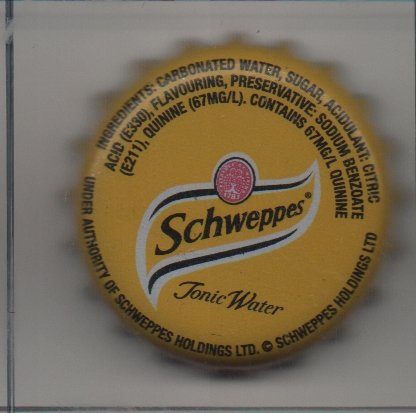 INGREDIENTS: CARBONATED WATER, SUGAR, ACIDULANT: CITRIC
ACID (E330), FLAVOURING, PRESERVATIVE: SODIUM BENZOATE
(E211), QUININE (67MG/L). CONTAINS 67MG/L QUININE
1783
Schweppes®
Tonic Water
UNDER AUTHORITY OF SCHWEPPES HOLDINGS LTD. © SCHWEPPES HOLDINGS LTD